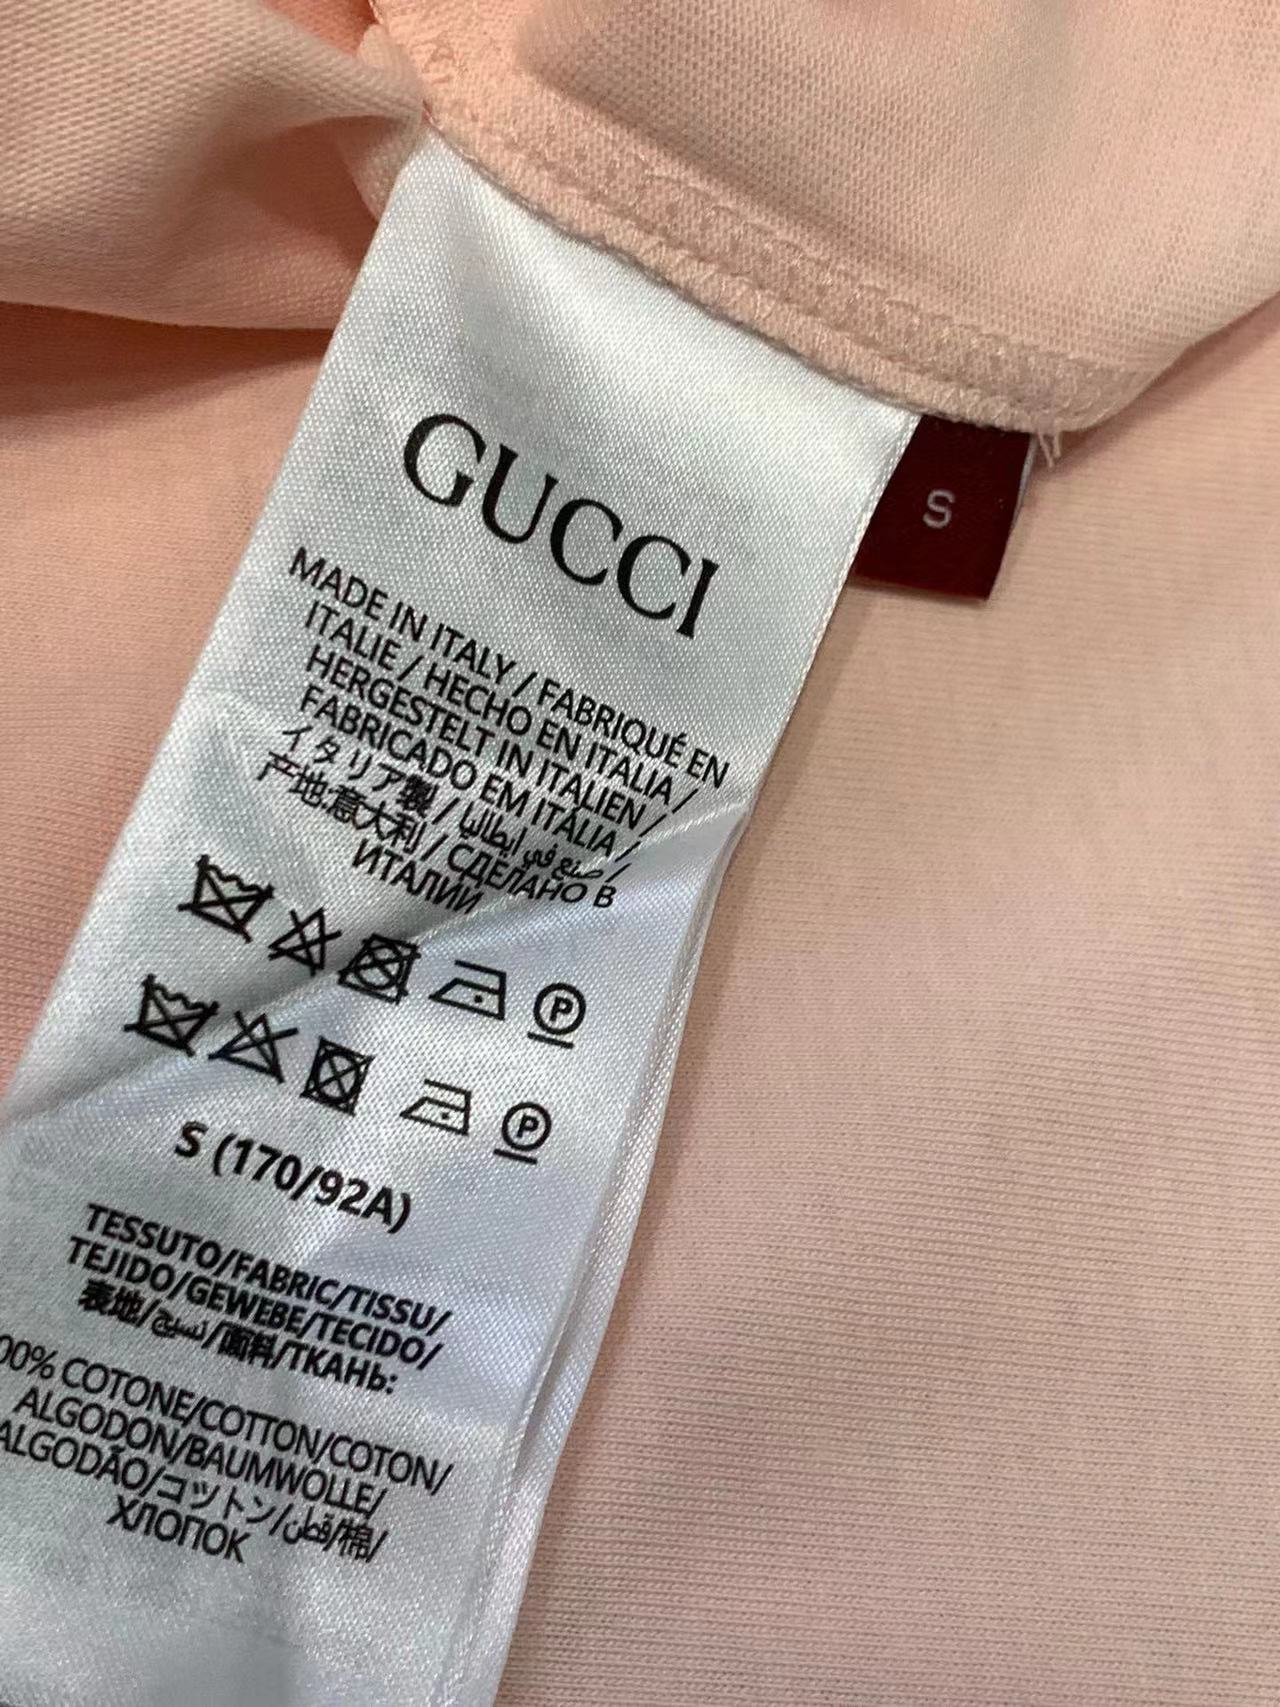 GUCCI
S
MADE IN ITALY / FABRIQUÉ EN
ITALIE / HECHO EN ITALIA /
HERGESTELT IN ITALIEN /
FABRICADO EM ITÁLIA /
イタリア製 / صنع في إيطاليا /
产地:意大利 / СДЕЛАНО В
ИТАЛИИ
P
P
S (170/92A)
TESSUTO/FABRIC/TISSU/
TEJIDO/GEWEBE/TECIDO/
表地/نسيج/面料/ТКАНЬ:
00% COTONE/COTTON/COTON/
ALGODON/BAUMWOLLE/
ALGODÃO/コットン/قطن/棉/
ХЛОПОК